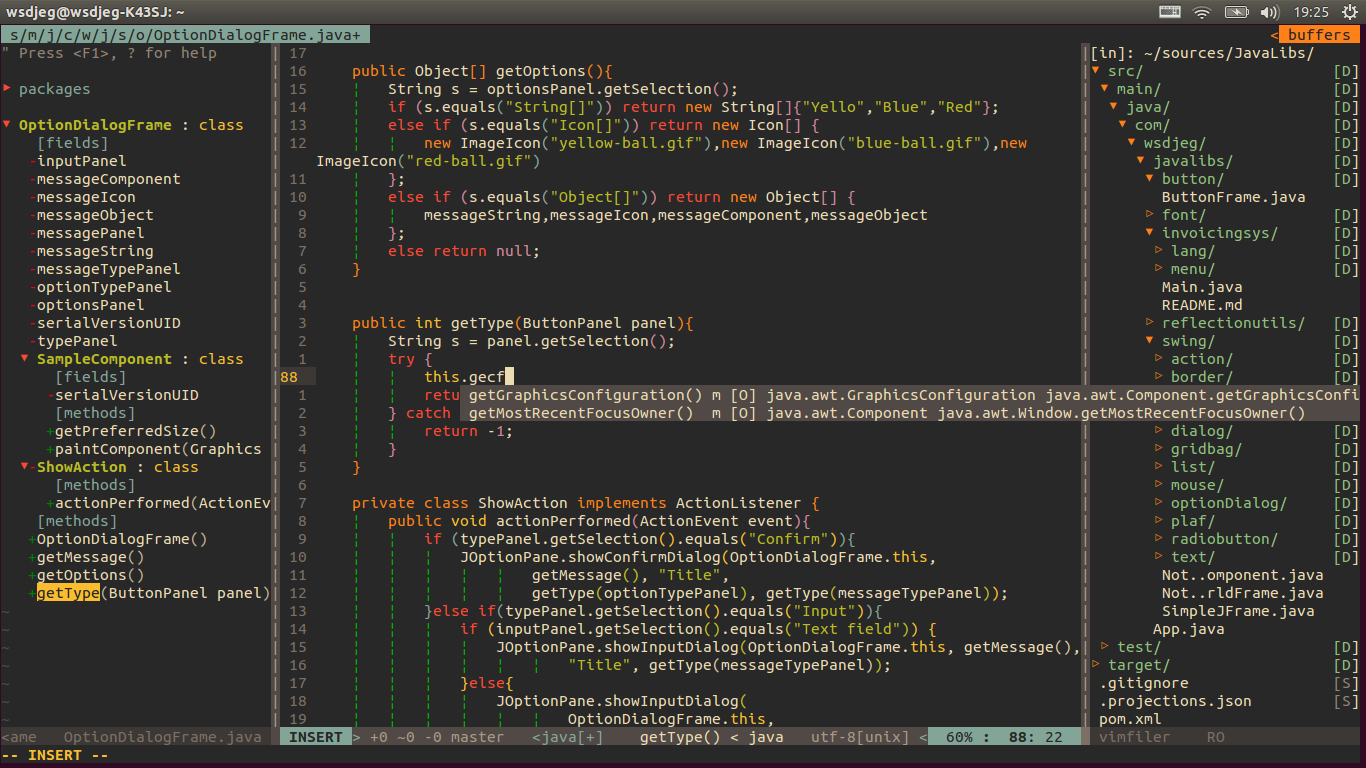 wsdjeg@wsdjeg-K43SJ: ~
19:25
s/m/j/c/w/j/s/o/OptionDialogFrame.java+
< buffers
" Press <F1>, ? for help
packages
OptionDialogFrame : class
[fields]
-inputPanel
-messageComponent
-messageIcon
-messageObject
-messagePanel
-messageString
-messageTypePanel
-optionTypePanel
-optionsPanel
-serialVersionUID
-typePanel
SampleComponent : class
[fields]
-serialVersionUID
[methods]
+getPreferredSize()
+paintComponent(Graphics
-ShowAction : class
[methods]
+actionPerformed(ActionEv
[methods]
+OptionDialogFrame()
+getMessage()
+getOptions()
+getType(ButtonPanel panel)
~
~
~
~
~
~
~
17
16 public Object[] getOptions(){
15 String s = optionsPanel.getSelection();
14 if (s.equals("String[]")) return new String[]{"Yello","Blue","Red"};
13 else if (s.equals("Icon[]")) return new Icon[] {
12 new ImageIcon("yellow-ball.gif"),new ImageIcon("blue-ball.gif"),new
ImageIcon("red-ball.gif")
11 };
10 else if (s.equals("Object[]")) return new Object[] {
9 messageString,messageIcon,messageComponent,messageObject
8 };
7 else return null;
6 }
5
4
3 public int getType(ButtonPanel panel){
2 String s = panel.getSelection();
1 try {
88 this.gecf
1 retu getGraphicsConfiguration() m [O] java.awt.GraphicsConfiguration java.awt.Component.getGraphicsConfi
2 } catch getMostRecentFocusOwner() m [O] java.awt.Component java.awt.Window.getMostRecentFocusOwner()
3 return -1;
4 }
5 }
6
7 private class ShowAction implements ActionListener {
8 public void actionPerformed(ActionEvent event){
9 if (typePanel.getSelection().equals("Confirm")){
10 JOptionPane.showConfirmDialog(OptionDialogFrame.this,
11 getMessage(), "Title",
12 getType(optionTypePanel), getType(messageTypePanel));
13 }else if(typePanel.getSelection().equals("Input")){
14 if (inputPanel.getSelection().equals("Text field")) {
15 JOptionPane.showInputDialog(OptionDialogFrame.this, getMessage(),
16 "Title", getType(messageTypePanel));
17 }else{
18 JOptionPane.showInputDialog(
19 OptionDialogFrame.this,
[in]: ~/sources/JavaLibs/
src/ [D]
main/ [D]
java/ [D]
com/ [D]
wsdjeg/ [D]
javalibs/ [D]
button/ [D]
ButtonFrame.java
font/ [D]
invoicingsys/ [D]
lang/ [D]
menu/ [D]
Main.java
README.md
reflectionutils/ [D]
swing/ [D]
action/ [D]
border/ [D]
dialog/ [D]
gridbag/ [D]
list/ [D]
mouse/ [D]
optionDialog/ [D]
plaf/ [D]
radiobutton/ [D]
text/ [D]
Not..omponent.java
Not..rldFrame.java
SimpleJFrame.java
App.java
test/ [D]
target/ [D]
.gitignore [S]
.projections.json [S]
pom.xml
<ame OptionDialogFrame.java
INSERT > +0 ~0 -0 master <java[+] getType() < java utf-8[unix] < 60% : 88: 22
vimfiler RO
-- INSERT --